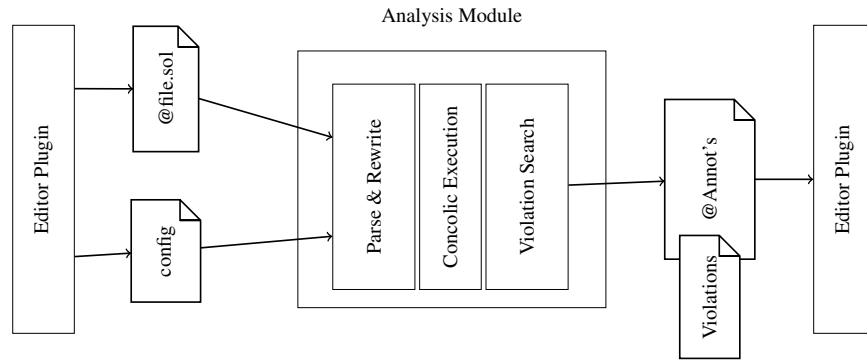 Analysis Module
Editor Plugin
@file.sol
config
Parse & Rewrite
Concolic Execution
Violation Search
@Annot's
Violations
Editor Plugin